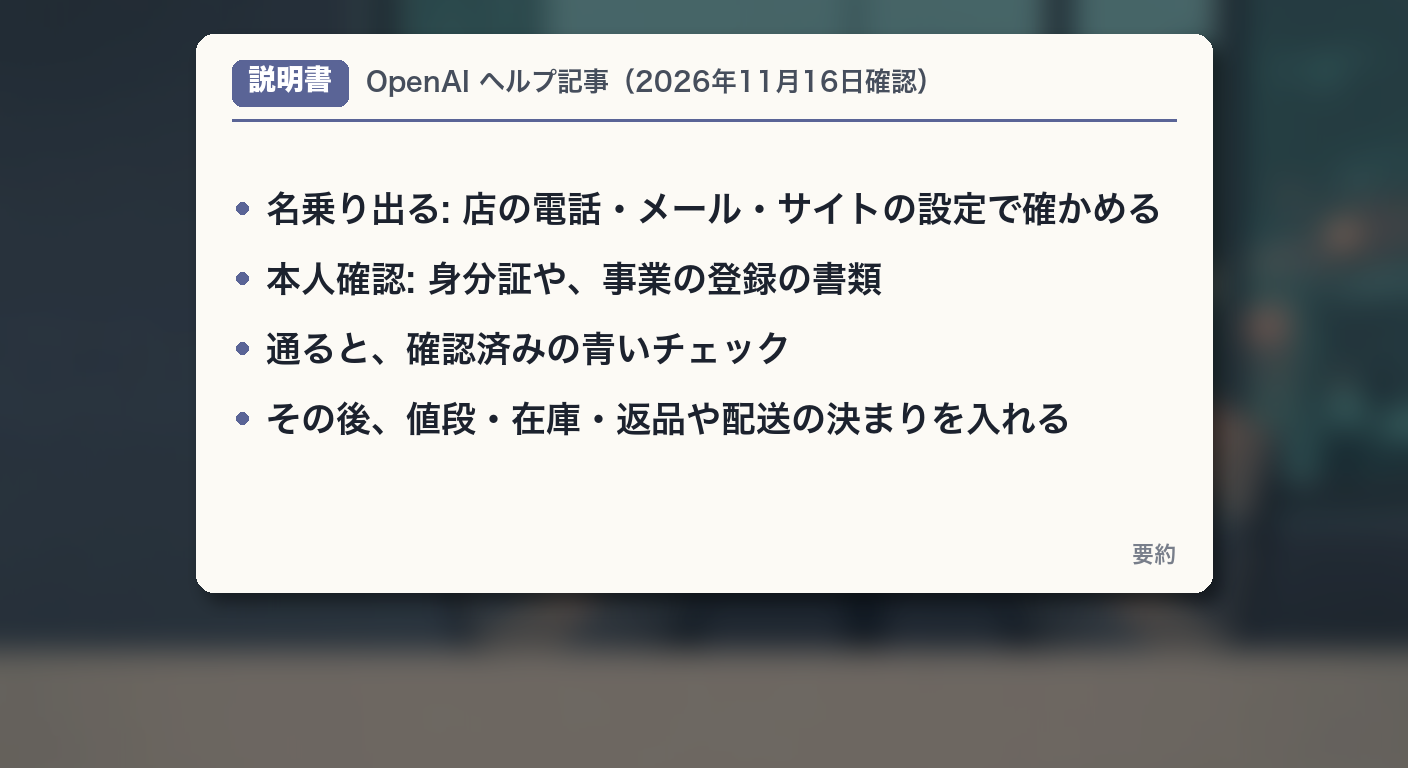 説明書 OpenAI ヘルプ記事（2026年11月16日確認）
• 名乗り出る: 店の電話・メール・サイトの設定で確かめる
• 本人確認: 身分証や、事業の登録の書類
• 通ると、確認済みの青いチェック
• その後、値段・在庫・返品や配送の決まりを入れる
要約